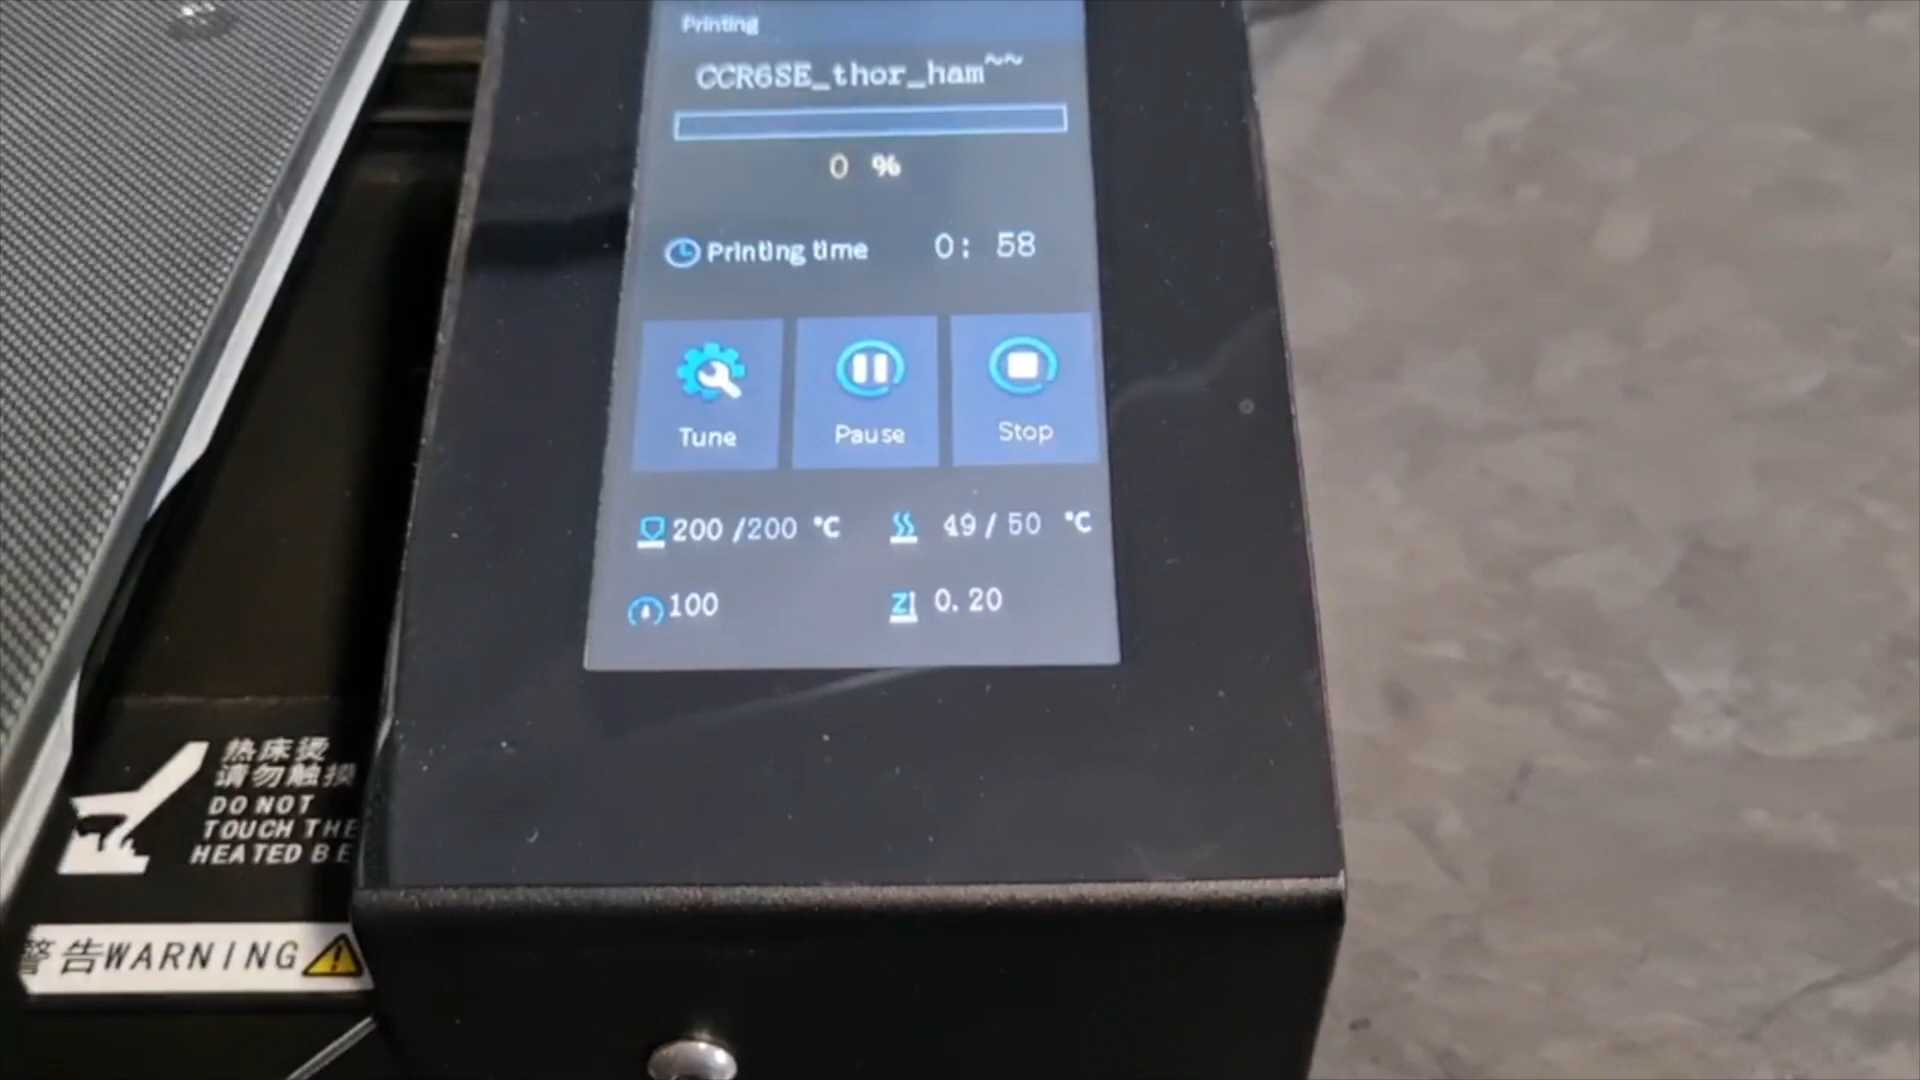 Printing
CCR6SE_thor_ham~~
0 %
Printing time 0: 58
Tune Pause Stop
200 /200 °C 49 / 50 °C
100 Z 0.20
热床烫
请勿触摸
DO NOT
TOUCH THE
HEATED BE
警告WARNING